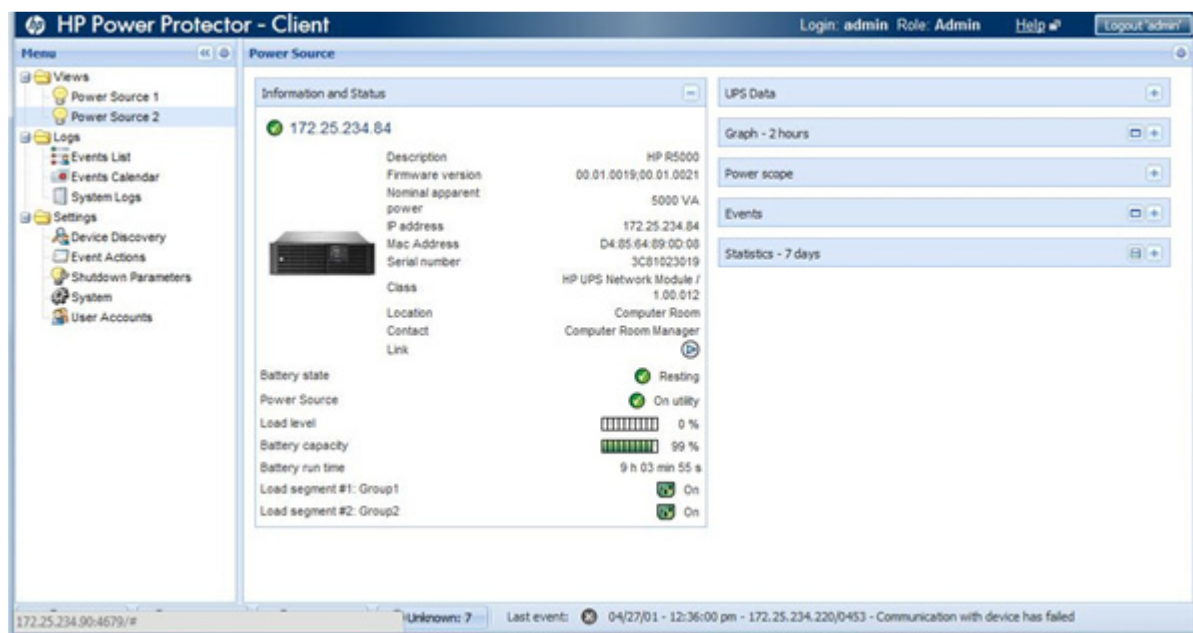 HP Power Protector - Client
Login: admin Role: Admin
Help
Logout 'admin'
Menu
Views
Power Source 1
Power Source 2
Logs
Events List
Events Calendar
System Logs
Settings
Device Discovery
Event Actions
Shutdown Parameters
System
User Accounts
Power Source
Information and Status
172.25.234.84
Description HP R5000
Firmware version 00.01.0019;00.01.0021
Nominal apparent power 5000 VA
IP address 172.25.234.84
Mac Address D4:85:64:89:0D:08
Serial number 3C81023019
Class HP UPS Network Module / 1.00.012
Location Computer Room
Contact Computer Room Manager
Link
Battery state Resting
Power Source On utility
Load level 0 %
Battery capacity 99 %
Battery run time 9 h 03 min 55 s
Load segment #1: Group1 On
Load segment #2: Group2 On
UPS Data
Graph - 2 hours
Power scope
Events
Statistics - 7 days
172.25.234.90:4679/#
Unknown: 7
Last event: 04/27/01 - 12:36:00 pm - 172.25.234.220/0453 - Communication with device has failed